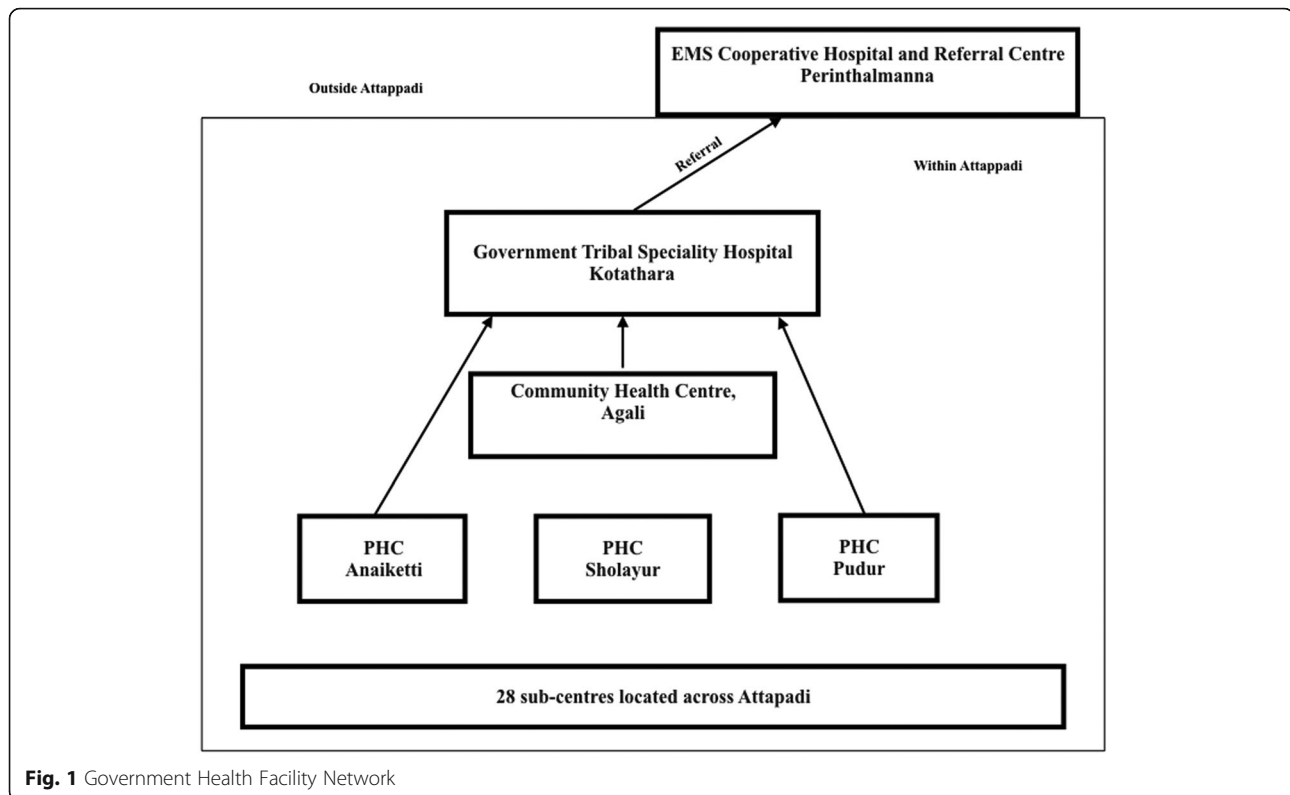 EMS Cooperative Hospital and Referral Centre
Perinthalmanna
Outside Attappadi
Referral
Within Attappadi
Government Tribal Speciality Hospital
Kotathara
Community Health Centre,
Agali
PHC
Anaiketti
PHC
Sholayur
PHC
Pudur
28 sub-centres located across Attapadi
Fig. 1 Government Health Facility Network